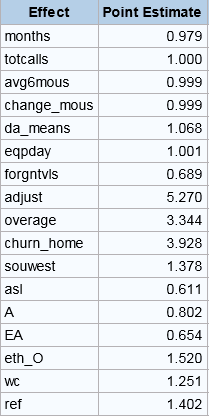 Effect Point Estimate
months 0.979
totcalls 1.000
avg6mous 0.999
change_mous 0.999
da_means 1.068
eqpday 1.001
forgntvls 0.689
adjust 5.270
overage 3.344
churn_home 3.928
souwest 1.378
asl 0.611
A 0.802
EA 0.654
eth_O 1.520
wc 1.251
ref 1.402